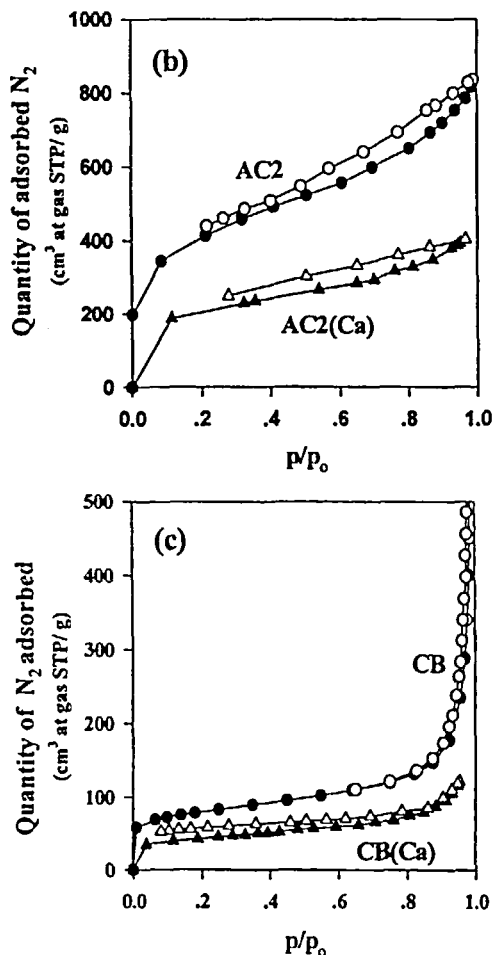 (b)
Quantity of adsorbed N2
(cm3 at gas STP/ g)
1000
800
600
400
200
0
AC2
AC2(Ca)
0.0 .2 .4 .6 .8 1.0
p/po
(c)
Quantity of N2 adsorbed
(cm3 at gas STP/ g)
500
400
300
200
100
0
CB
CB(Ca)
0.0 .2 .4 .6 .8 1.0
p/po